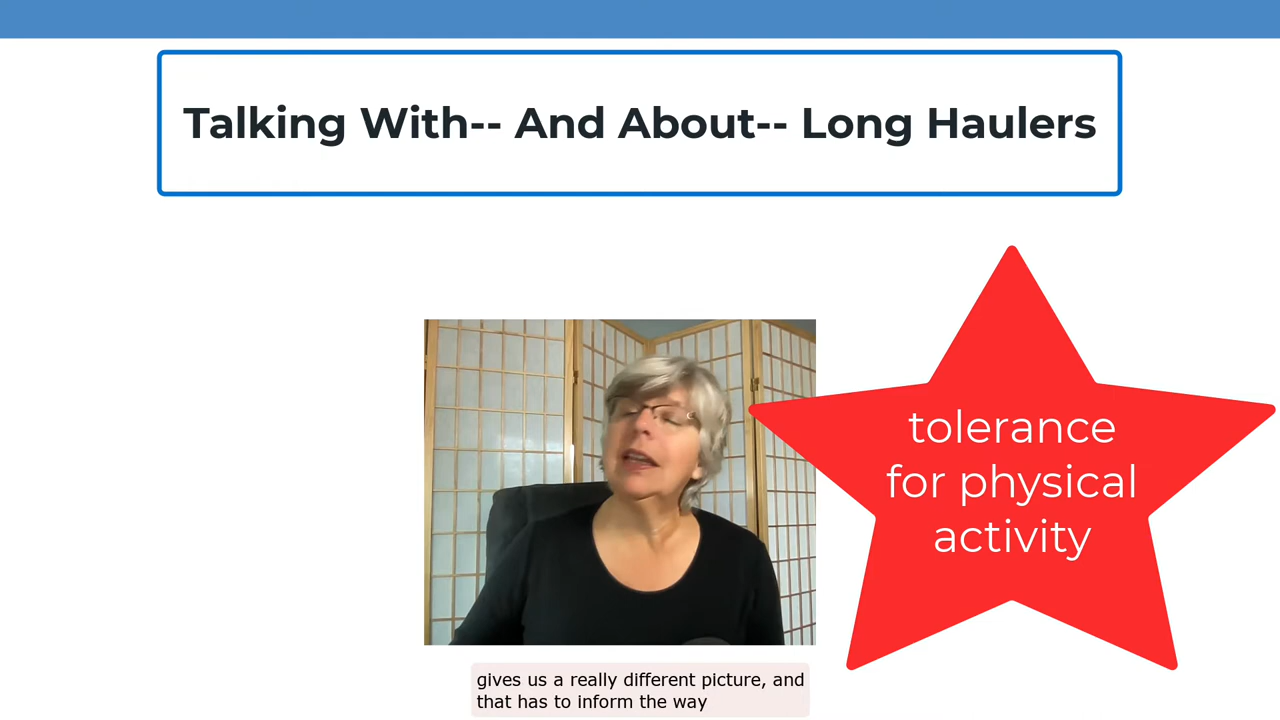 Talking With-- And About-- Long Haulers
tolerance
for physical
activity
gives us a really different picture, and
that has to inform the way